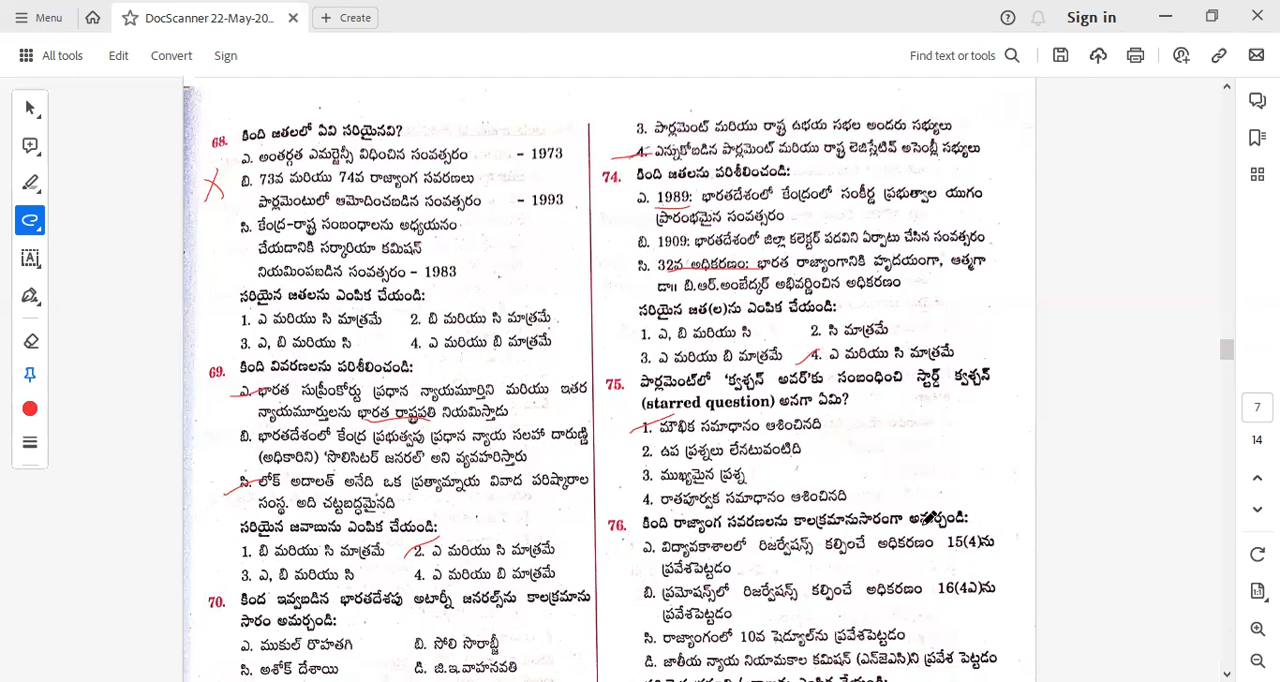 Menu
DocScanner 22-May-20...
Create
Sign in
All tools
Edit
Convert
Sign
Find text or tools
68. కింది జతలలో ఏవి సరియైనవి?
ఎ. అంతర్గత ఎమర్జెన్సీ విధించిన సంవత్సరం - 1973
బి. 73వ మరియు 74వ రాజ్యాంగ సవరణలు
పార్లమెంటులో ఆమోదించబడిన సంవత్సరం - 1993
సి. కేంద్ర-రాష్ట్ర సంబంధాలను అధ్యయనం
చేయడానికి సర్కారియా కమిషన్
నియమింపబడిన సంవత్సరం - 1983
సరియైన జతలను ఎంపిక చేయండి:
1. ఎ మరియు సి మాత్రమే 2. బి మరియు సి మాత్రమే
3. ఎ, బి మరియు సి 4. ఎ మరియు బి మాత్రమే
69. కింది వివరణలను పరిశీలించండి:
ఎ. భారత సుప్రీంకోర్టు ప్రధాన న్యాయమూర్తిని మరియు ఇతర
న్యాయమూర్తులను భారత రాష్ట్రపతి నియమిస్తాడు
బి. భారతదేశంలో కేంద్ర ప్రభుత్వపు ప్రధాన న్యాయ సలహా దారుణ్ణి
(అధికారిని) 'సొలిసిటర్ జనరల్' అని వ్యవహరిస్తారు
సి. లోక్ అదాలత్ అనేది ఒక ప్రత్యామ్నాయ వివాద పరిష్కారాల
సంస్థ. అది చట్టబద్ధమైనది
సరియైన జవాబును ఎంపిక చేయండి:
1. బి మరియు సి మాత్రమే 2. ఎ మరియు సి మాత్రమే
3. ఎ, బి మరియు సి 4. ఎ మరియు బి మాత్రమే
70. కింద ఇవ్వబడిన భారతదేశపు అటార్నీ జనరల్స్‌ను కాలక్రమాను
సారం అమర్చండి:
ఎ. ముకుల్ రొహతగి బి. సోలి సొరాబ్జీ
సి. అశోక్ దేశాయి డి. జి.ఇ.వాహనవతి
3. పార్లమెంట్ మరియు రాష్ట్ర ఉభయ సభల అందరు సభ్యులు
4. ఎన్నుకోబడిన పార్లమెంట్ మరియు రాష్ట్ర లెజిస్లేటివ్ అసెంబ్లీ సభ్యులు
74. కింది జతలను పరిశీలించండి:
ఎ. 1989: భారతదేశంలో కేంద్రంలో సంకీర్ణ ప్రభుత్వాల యుగం
ప్రారంభమైన సంవత్సరం
బి. 1909: భారతదేశంలో జిల్లా కలెక్టర్ పదవిని ఏర్పాటు చేసిన సంవత్సరం
సి. 32వ అధికరణం: భారత రాజ్యాంగానికి హృదయంగా, ఆత్మగా
డా॥ బి.ఆర్.అంబేద్కర్ అభివర్ణించిన అధికరణం
సరియైన జత(ల)ను ఎంపిక చేయండి:
1. ఎ, బి మరియు సి 2. సి మాత్రమే
3. ఎ మరియు బి మాత్రమే 4. ఎ మరియు సి మాత్రమే
75. పార్లమెంట్‌లో 'క్వశ్చన్ అవర్'కు సంబంధించి స్టార్డ్ క్వశ్చన్
(starred question) అనగా ఏమి?
1. మౌఖిక సమాధానం ఆశించినది
2. ఉప ప్రశ్నలు లేనటువంటిది
3. ముఖ్యమైన ప్రశ్న
4. రాతపూర్వక సమాధానం ఆశించినది
76. కింది రాజ్యాంగ సవరణలను కాలక్రమానుసారంగా అమర్చండి:
ఎ. విద్యావకాశాలలో రిజర్వేషన్స్ కల్పించే అధికరణం 15(4)ను
ప్రవేశపెట్టడం
బి. ప్రమోషన్స్‌లో రిజర్వేషన్స్ కల్పించే అధికరణం 16(4ఎ)ను
ప్రవేశపెట్టడం
సి. రాజ్యాంగంలో 10వ షెడ్యూల్‌ను ప్రవేశపెట్టడం
డి. జాతీయ న్యాయ నియామకాల కమిషన్ (ఎన్‌జెఎసి)ని ప్రవేశ పెట్టడం
7
14